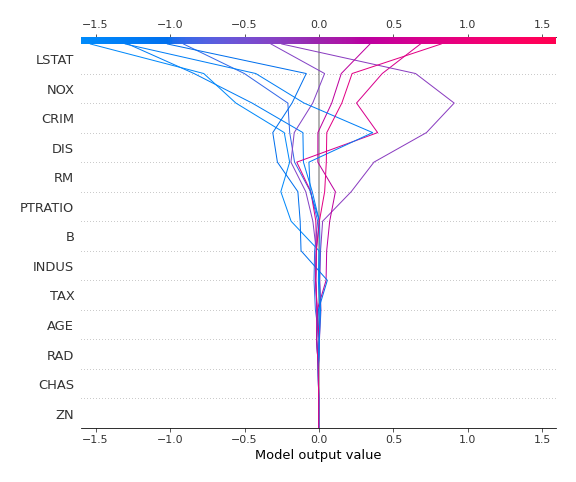 −1.5 −1.0 −0.5 0.0 0.5 1.0 1.5
LSTAT
NOX
CRIM
DIS
RM
PTRATIO
B
INDUS
TAX
AGE
RAD
CHAS
ZN
−1.5 −1.0 −0.5 0.0 0.5 1.0 1.5
Model output value